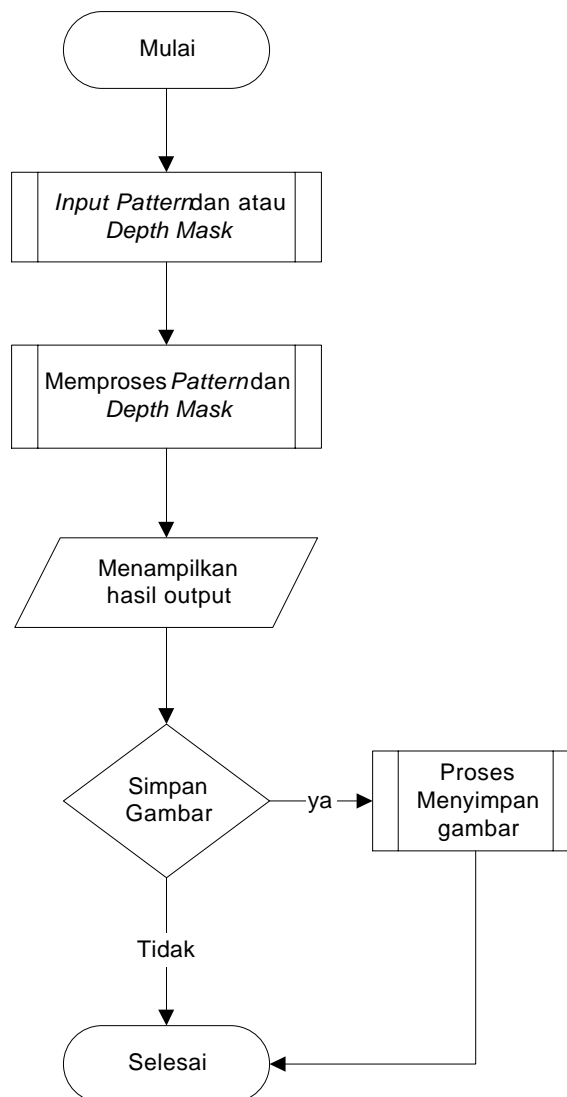 Mulai
Input Patterndan atau
Depth Mask
Memproses Patterndan
Depth Mask
Menampilkan
hasil output
Simpan
Gambar
ya
Proses
Menyimpan
gambar
Tidak
Selesai